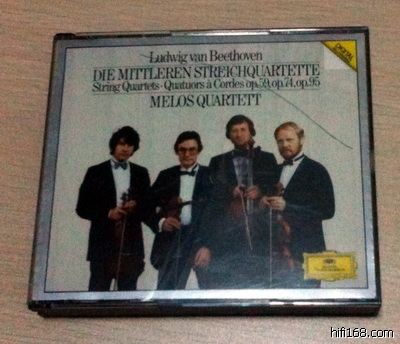 Ludwig van Beethoven
DIE MITTLEREN STREICHQUARTETTE
String Quartets · Quatuors à Cordes op.59, op.74, op.95
MELOS QUARTETT
DIGITAL
hifi168.com